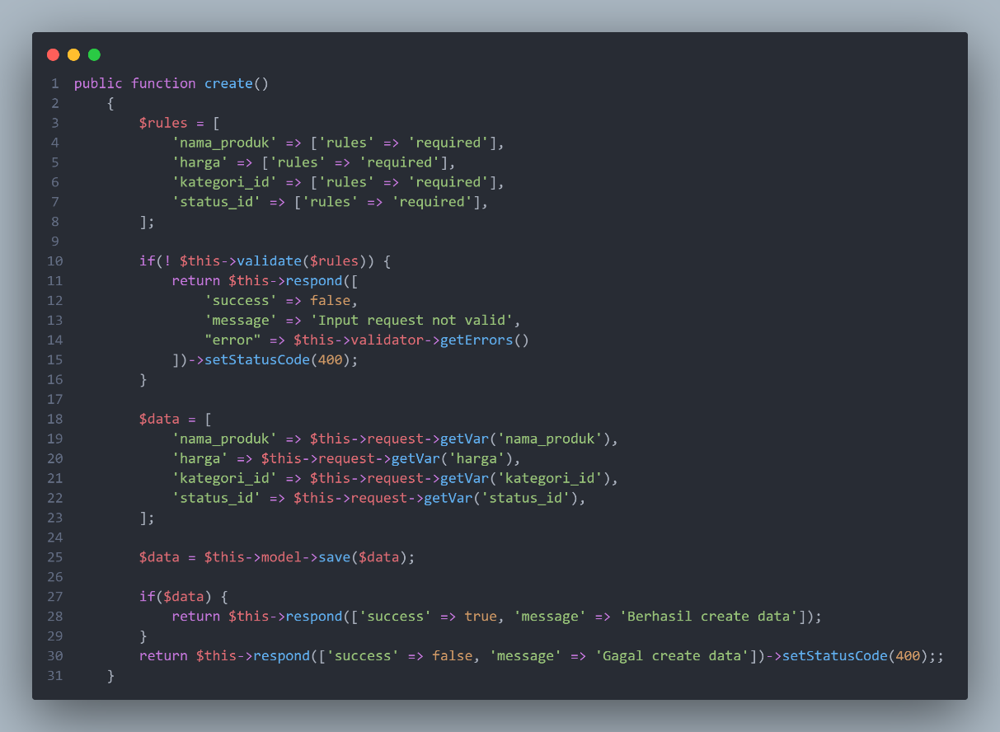 1 public function create()
2     {
3         $rules = [
4             'nama_produk' => ['rules' => 'required'],
5             'harga' => ['rules' => 'required'],
6             'kategori_id' => ['rules' => 'required'],
7             'status_id' => ['rules' => 'required'],
8         ];
9
10         if(! $this->validate($rules)) {
11             return $this->respond([
12                 'success' => false,
13                 'message' => 'Input request not valid',
14                 "error" => $this->validator->getErrors()
15             ])->setStatusCode(400);
16         }
17
18         $data = [
19             'nama_produk' => $this->request->getVar('nama_produk'),
20             'harga' => $this->request->getVar('harga'),
21             'kategori_id' => $this->request->getVar('kategori_id'),
22             'status_id' => $this->request->getVar('status_id'),
23         ];
24
25         $data = $this->model->save($data);
26
27         if($data) {
28             return $this->respond(['success' => true, 'message' => 'Berhasil create data']);
29         }
30         return $this->respond(['success' => false, 'message' => 'Gagal create data'])->setStatusCode(400);;
31     }